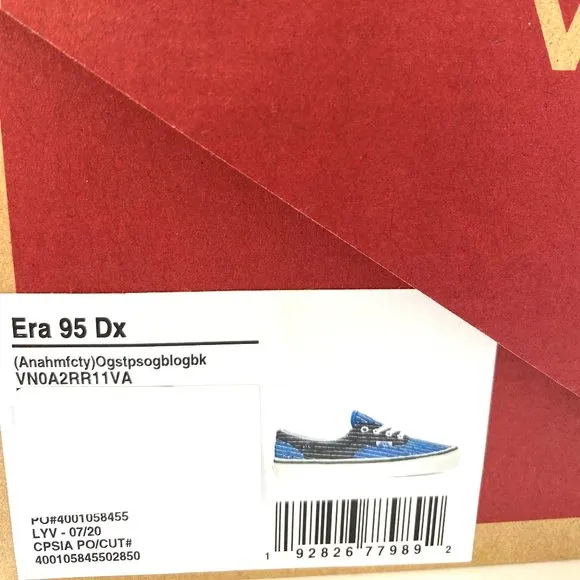 V
Era 95 Dx
(Anahmfcty)Ogstpsogblogbk
VN0A2RR11VA
PO#4001058455
LYV - 07/20
CPSIA PO/CUT#
400105845502850
1 92826 77989 2